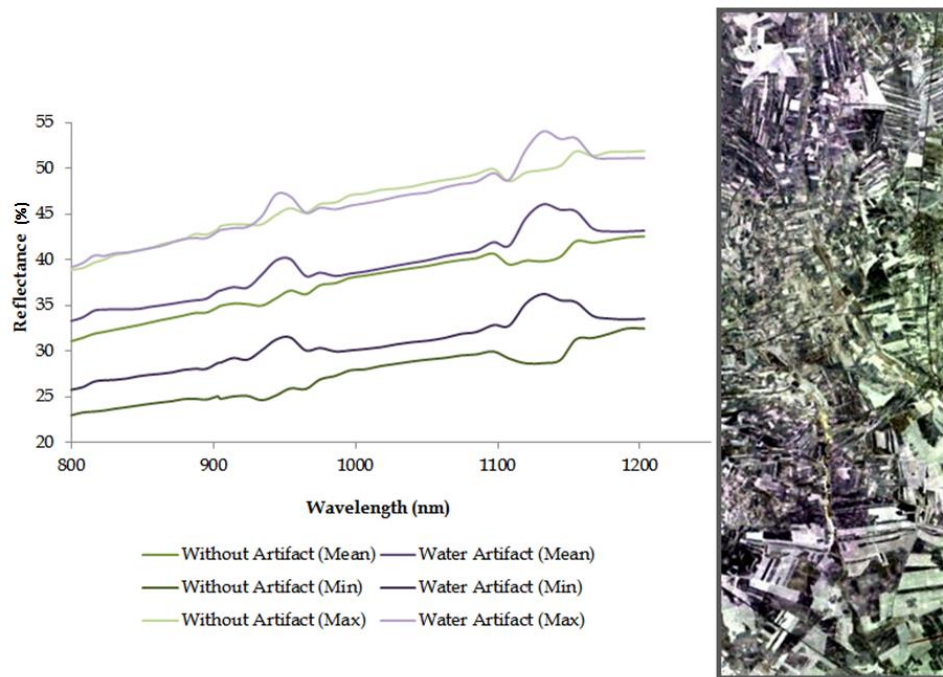 55
50
45
40
35
30
25
20
Reflectance (%)
800 900 1000 1100 1200
Wavelength (nm)
Without Artifact (Mean) Water Artifact (Mean)
Without Artifact (Min) Water Artifact (Min)
Without Artifact (Max) Water Artifact (Max)